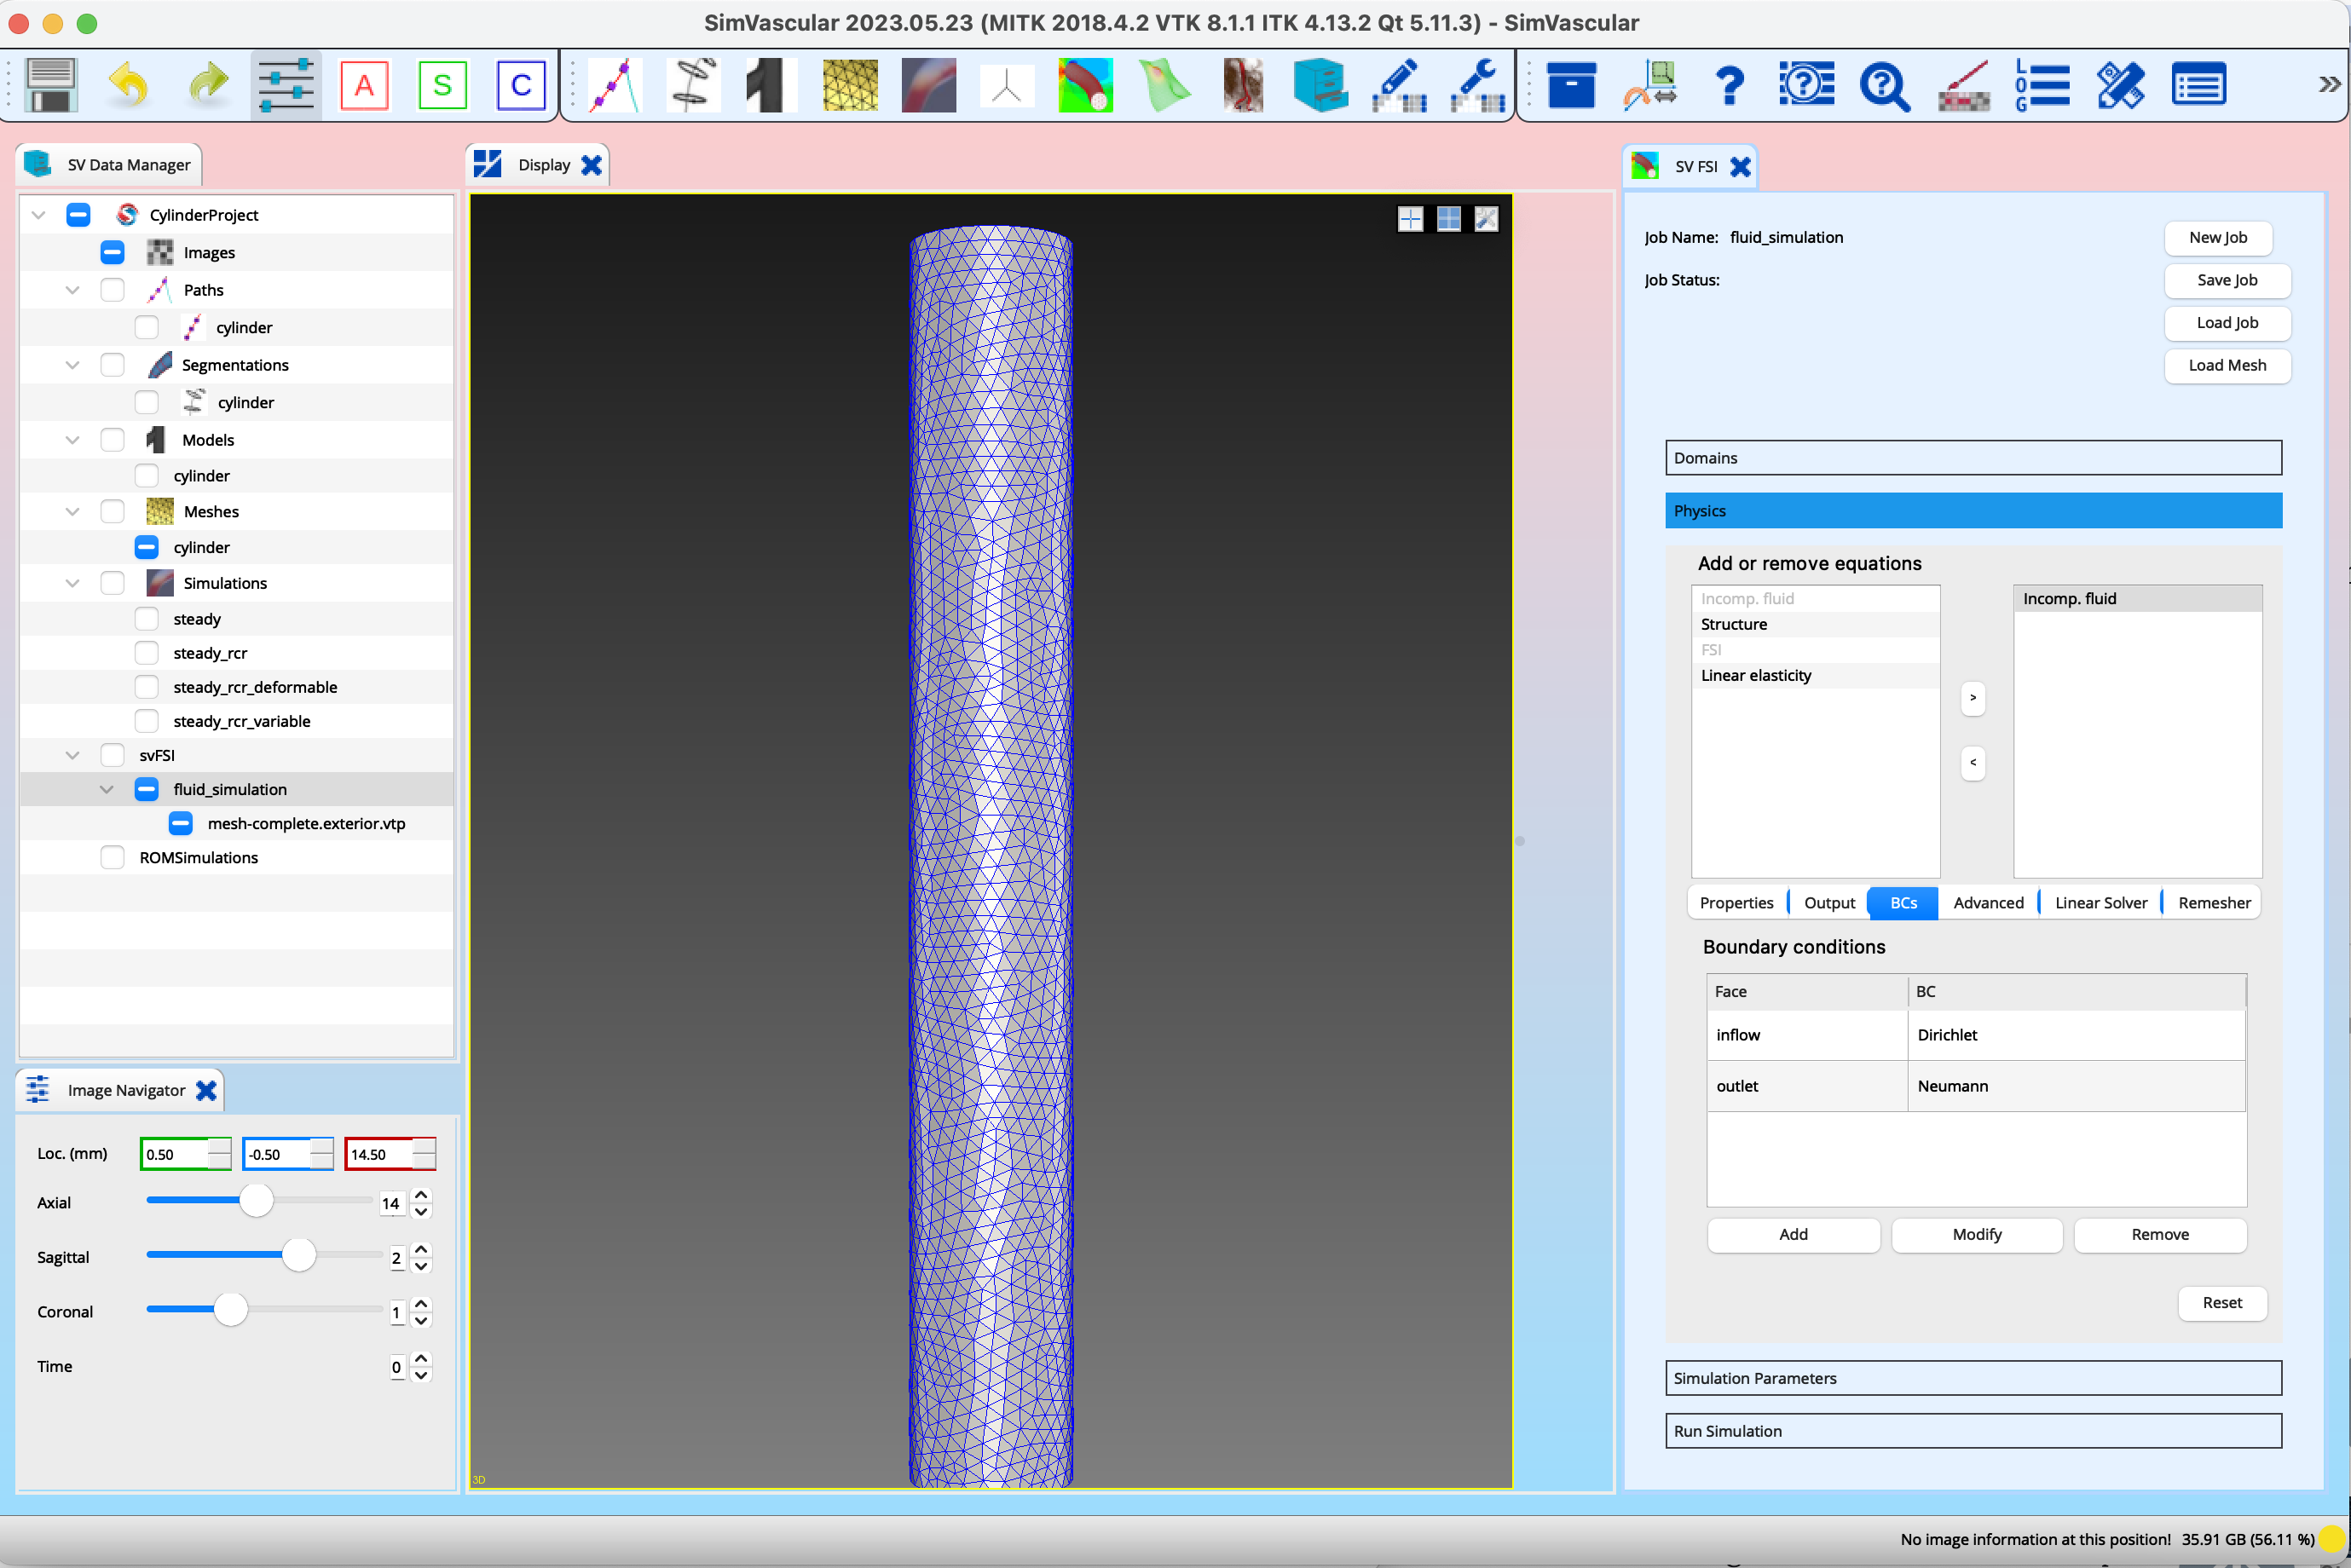 SimVascular 2023.05.23 (MITK 2018.4.2 VTK 8.1.1 ITK 4.13.2 Qt 5.11.3) - SimVascular
A
S
C
LOG
SV Data Manager
CylinderProject
Images
Paths
cylinder
Segmentations
cylinder
Models
cylinder
Meshes
cylinder
Simulations
steady
steady_rcr
steady_rcr_deformable
steady_rcr_variable
svFSI
fluid_simulation
mesh-complete.exterior.vtp
ROMSimulations
Image Navigator
Loc. (mm) 0.50 -0.50 14.50
Axial 14
Sagittal 2
Coronal 1
Time 0
Display
3D
SV FSI
Job Name: fluid_simulation
New Job
Job Status:
Save Job
Load Job
Load Mesh
Domains
Physics
Add or remove equations
Incomp. fluid
Structure
FSI
Linear elasticity
>
<
Incomp. fluid
Properties Output BCs Advanced Linear Solver Remesher
Boundary conditions
Face BC
inflow Dirichlet
outlet Neumann
Add Modify Remove
Reset
Simulation Parameters
Run Simulation
No image information at this position! 35.91 GB (56.11 %)